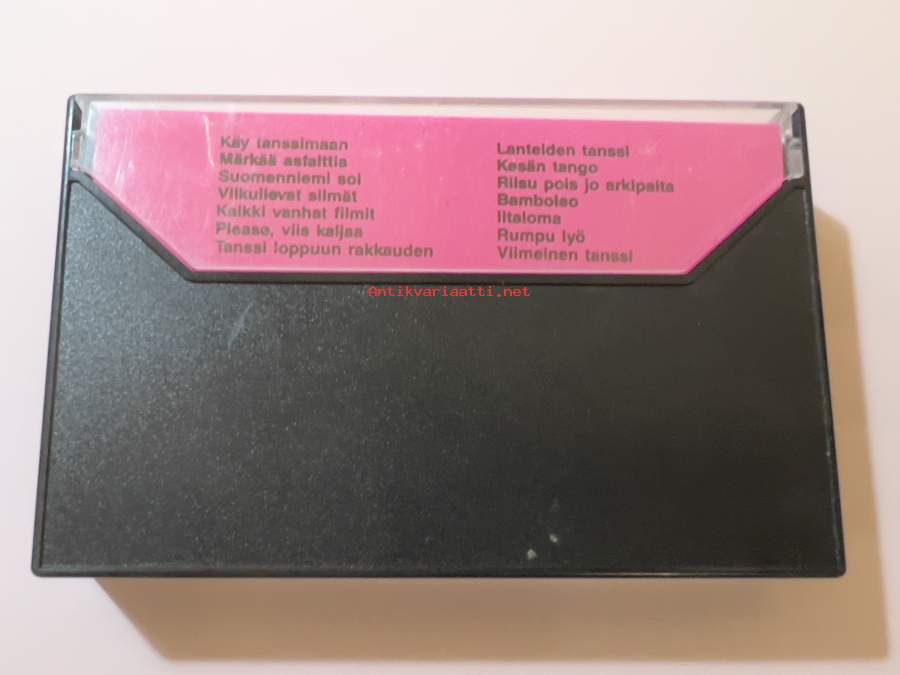 Käy tanssimaan
Märkää asfalttia
Suomenniemi soi
Viikulievat silmät
Kaikki vanhat filmit
Please, viis kaljaa
Tanssi loppuun rakkauden
Lanteiden tanssi
Kesän tango
Riisu pois jo arkipaita
Bamboleo
Iltaloma
Rumpu lyö
Viimeinen tanssi
Antikvariaatti.net